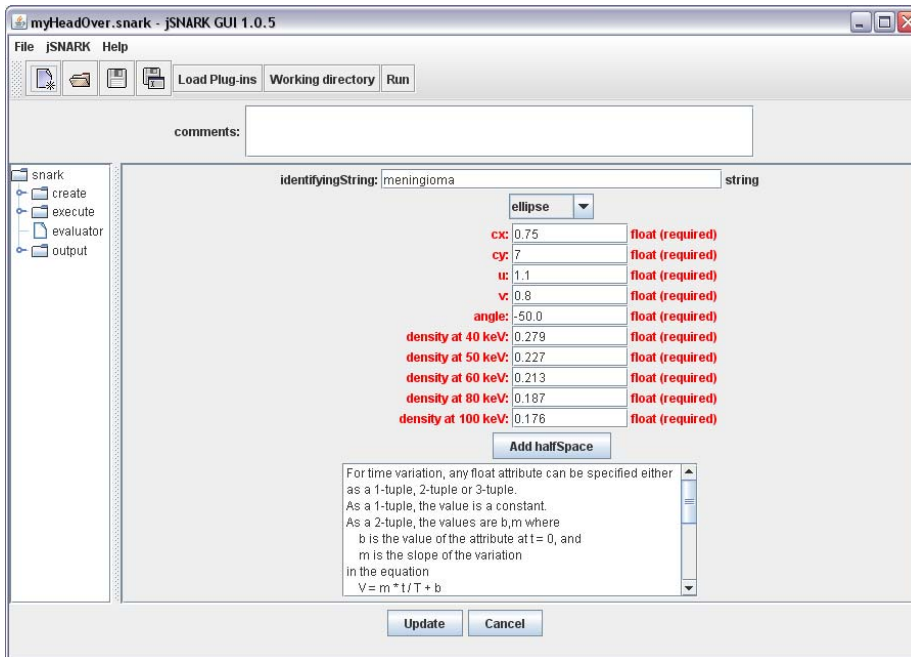 myHeadOver.snark - jSNARK GUI 1.0.5
File jSNARK Help
Load Plug-ins Working directory Run
comments:
snark
create
execute
evaluator
output
identifyingString: meningioma string
ellipse
cx: 0.75 float (required)
cy: 7 float (required)
u: 1.1 float (required)
v: 0.8 float (required)
angle: -50.0 float (required)
density at 40 keV: 0.279 float (required)
density at 50 keV: 0.227 float (required)
density at 60 keV: 0.213 float (required)
density at 80 keV: 0.187 float (required)
density at 100 keV: 0.176 float (required)
Add halfSpace
For time variation, any float attribute can be specified either
as a 1-tuple, 2-tuple or 3-tuple.
As a 1-tuple, the value is a constant.
As a 2-tuple, the values are b,m where
b is the value of the attribute at t = 0, and
m is the slope of the variation
in the equation
V = m * t / T + b
Update Cancel